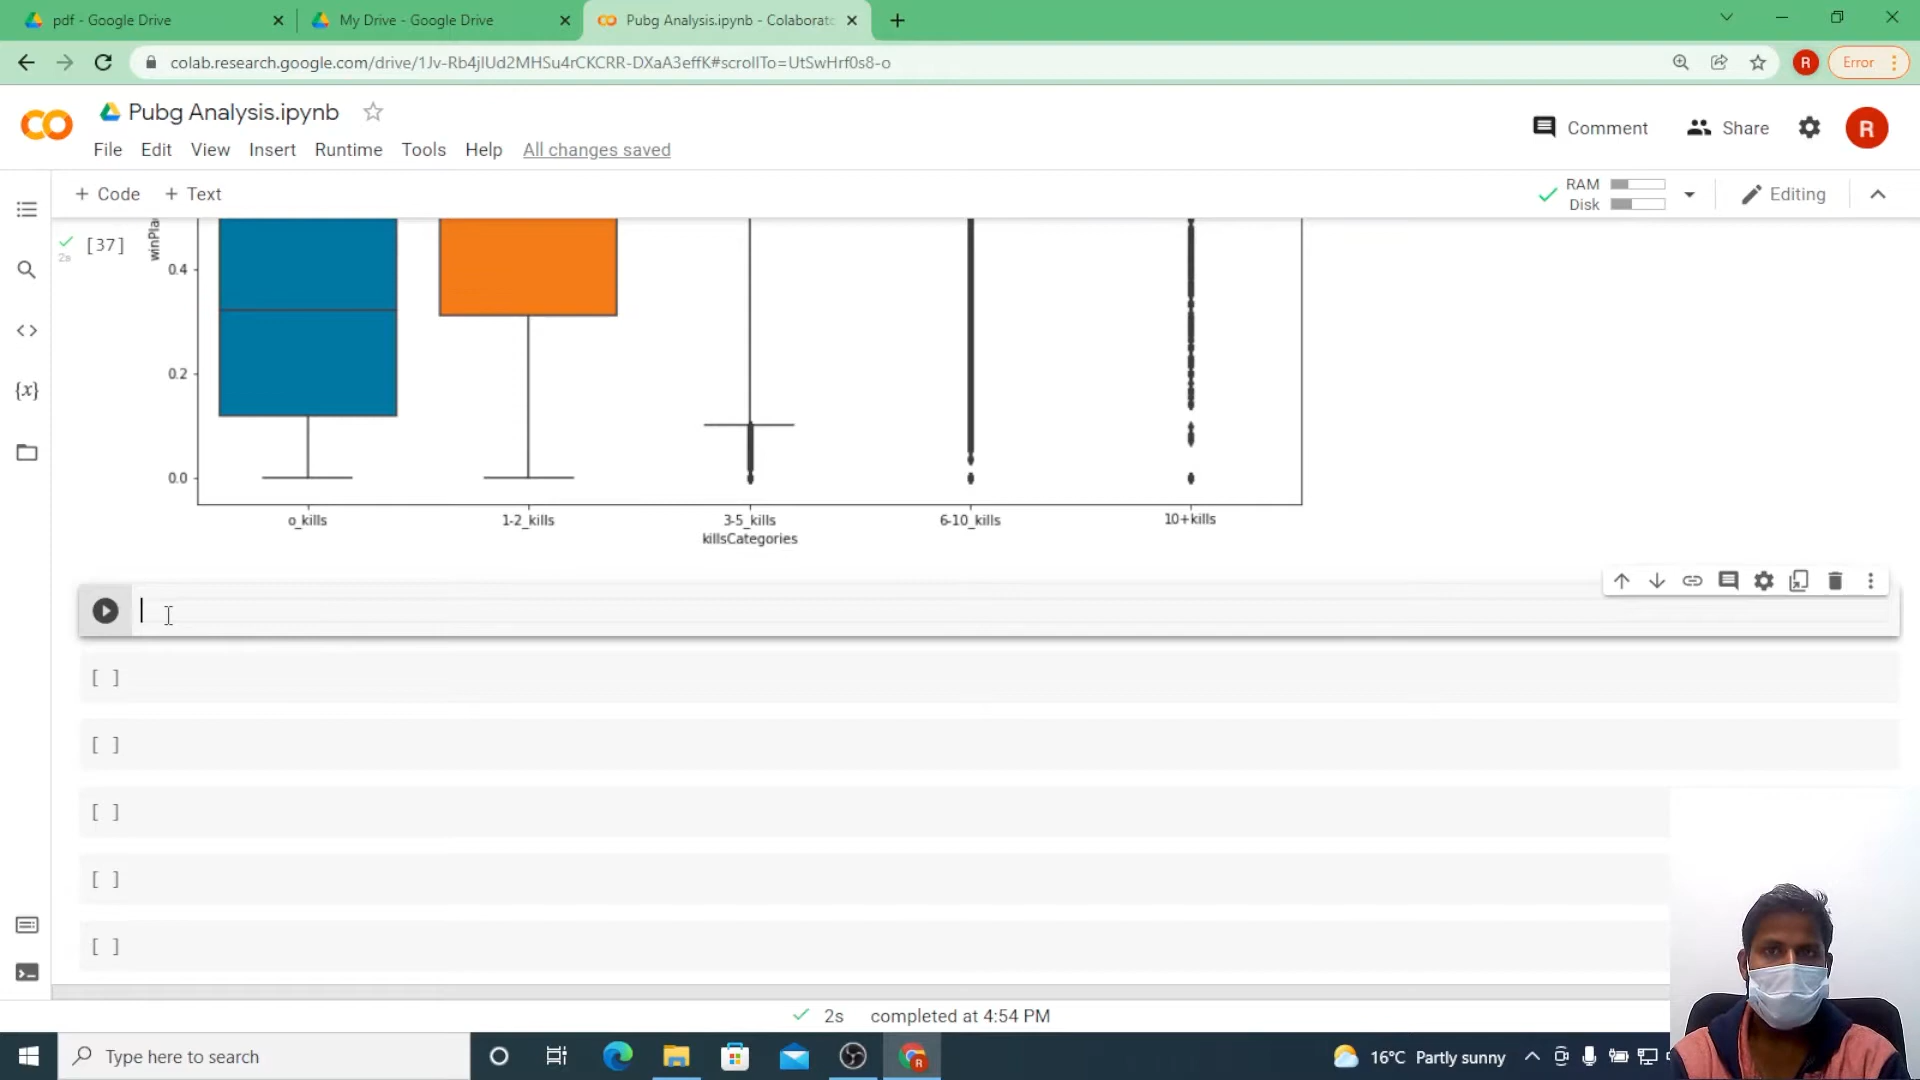 pdf - Google Drive
My Drive - Google Drive
Pubg Analysis.ipynb - Colaborat
colab.research.google.com/drive/1Jv-Rb4jlUd2MHSu4rCKCRR-DXaA3effK#scrollTo=UtSwHrf0s8-o
R
Error
CO
Pubg Analysis.ipynb
File Edit View Insert Runtime Tools Help All changes saved
Comment
Share
R
+ Code + Text
RAM
Disk
Editing
[37]
2s
winPla
0.4
0.2
0.0
o_kills 1-2_kills 3-5_kills 6-10_kills 10+kills
killsCategories
[ ]
[ ]
[ ]
[ ]
[ ]
2s completed at 4:54 PM
Type here to search
16°C Partly sunny